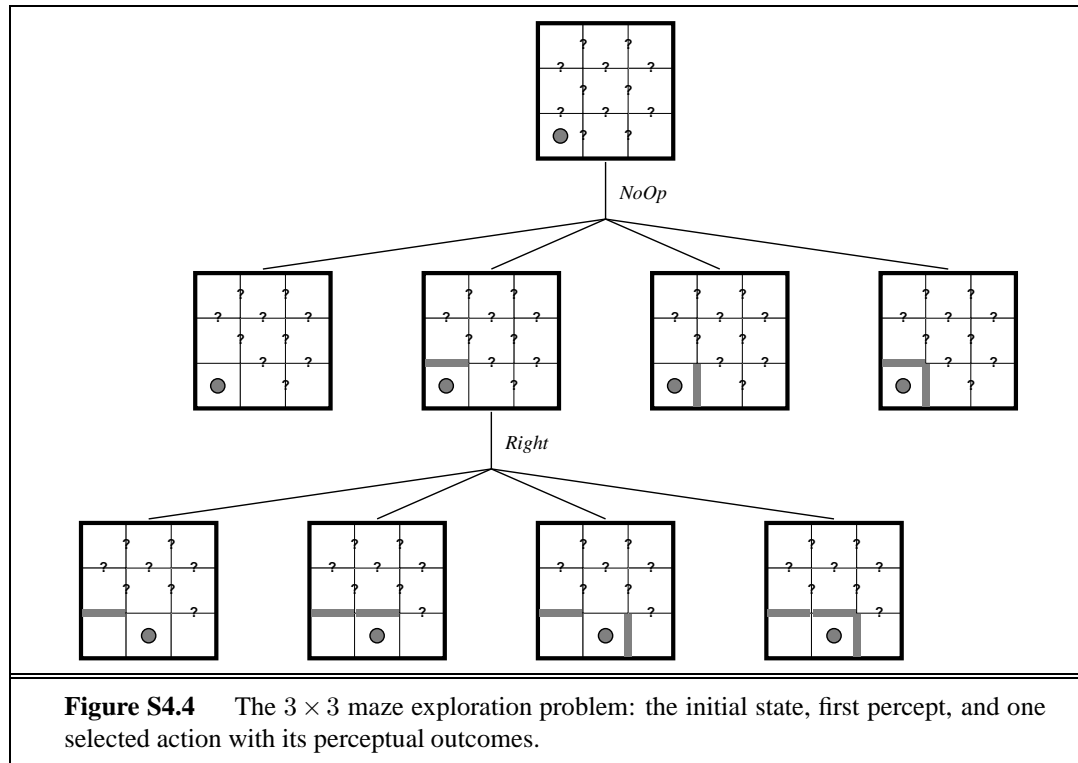 ? ?
? ? ?
? ?
? ? ?
? ?
NoOp
? ? ? ? ? ? ? ?
? ? ? ? ? ? ? ? ? ? ? ?
? ? ? ? ? ? ? ?
? ? ? ? ? ? ? ?
? ? ? ?
Right
? ? ? ? ? ? ? ?
? ? ? ? ? ? ? ? ? ? ? ?
? ? ? ? ? ? ? ?
? ? ? ?
Figure S4.4 The 3 × 3 maze exploration problem: the initial state, first percept, and one
selected action with its perceptual outcomes.